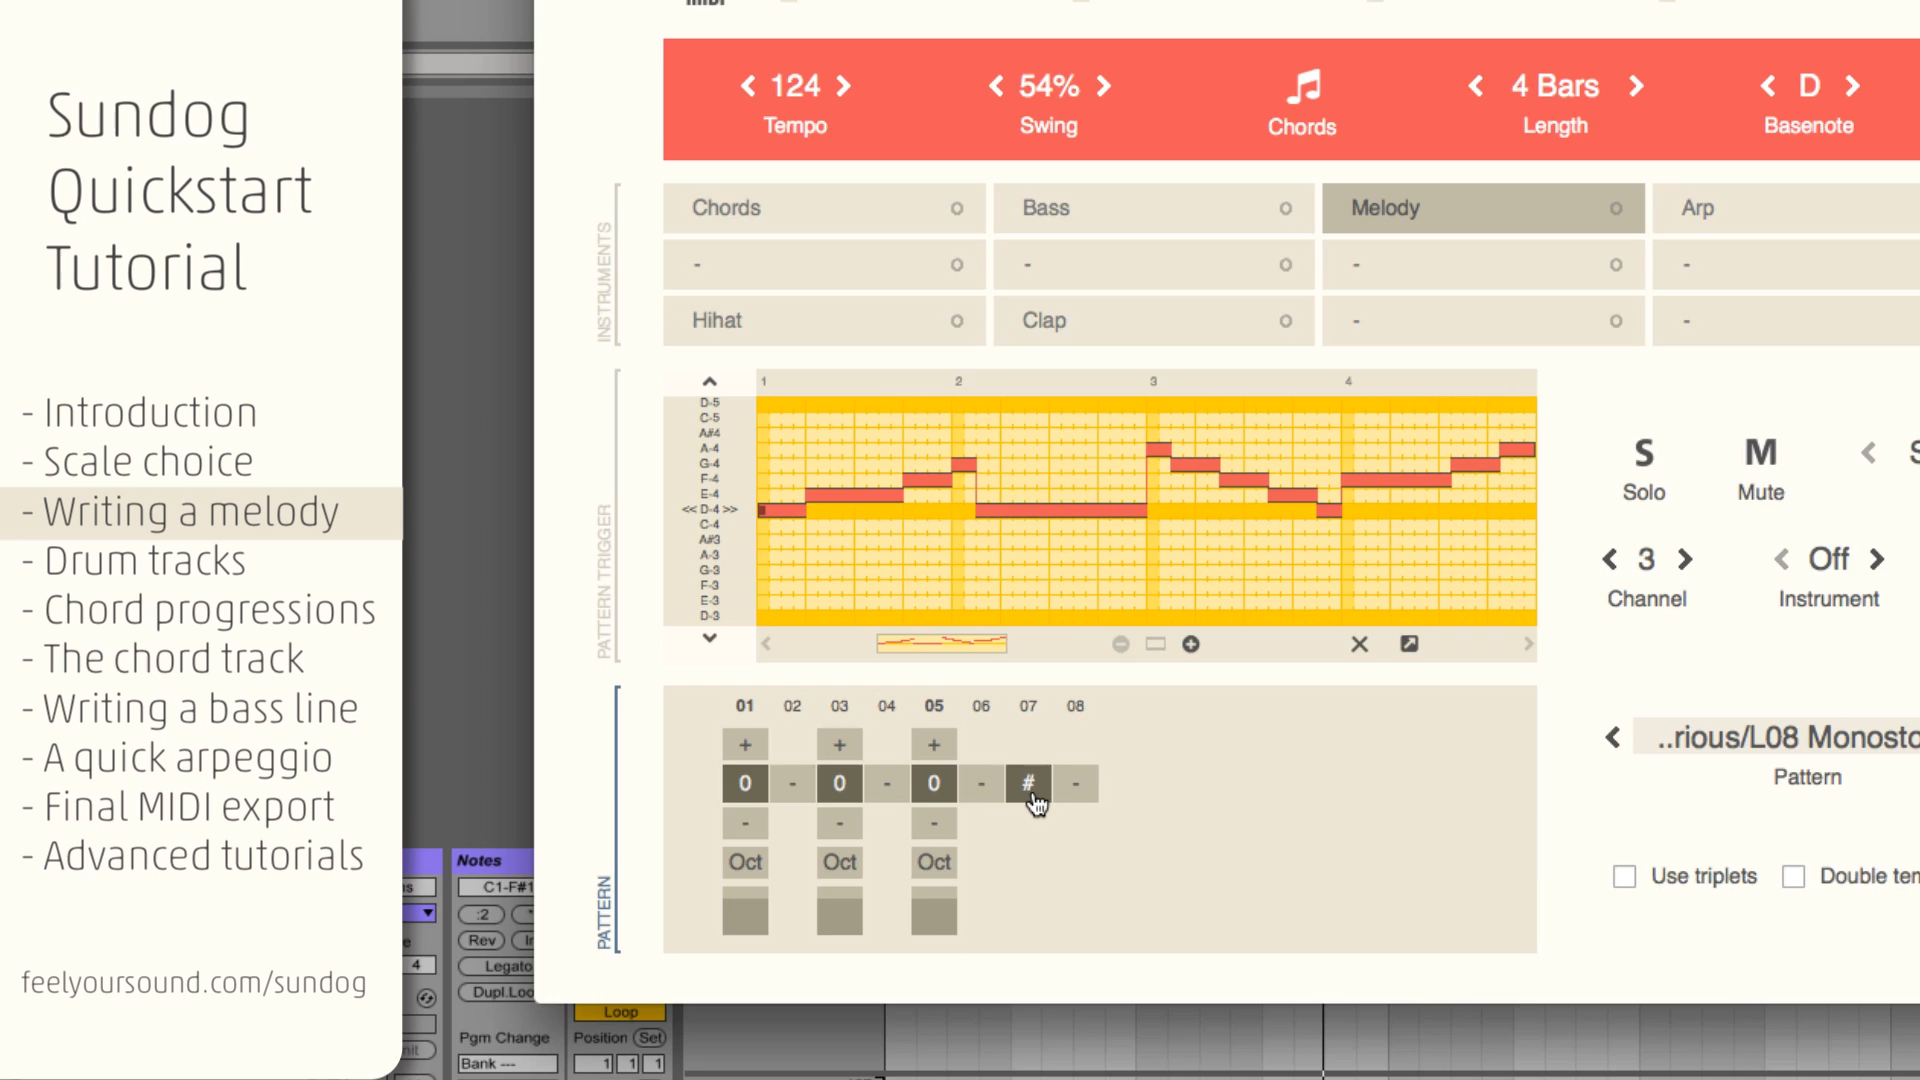 Sundog
Quickstart
Tutorial
- Introduction
- Scale choice
- Writing a melody
- Drum tracks
- Chord progressions
- The chord track
- Writing a bass line
- A quick arpeggio
- Final MIDI export
- Advanced tutorials
feelyoursound.com/sundog
< 124 >
Tempo
< 54% >
Swing
Chords
< 4 Bars >
Length
< D >
Basenote
INSTRUMENTS
Chords
Bass
Melody
Arp
-
-
-
-
Hihat
Clap
-
-
PATTERN TRIGGER
1
2
3
4
D-5
C-5
A#4
A-4
G-4
F-4
E-4
<< D-4 >>
C-4
A#3
A-3
G-3
F-3
E-3
D-3
S
Solo
M
Mute
< 3 >
Channel
< Off >
Instrument
PATTERN
01 02 03 04 05 06 07 08
+ + +
0 - 0 - 0 - # -
- - -
Oct Oct Oct
< ..rious/L08 Monosto
Pattern
Use triplets
Double tem
Notes
C1-F#1
:2
Rev
4
Legato
Dupl.Loo
Loop
Pgm Change
Position
Set
Bank ---
1 1 1